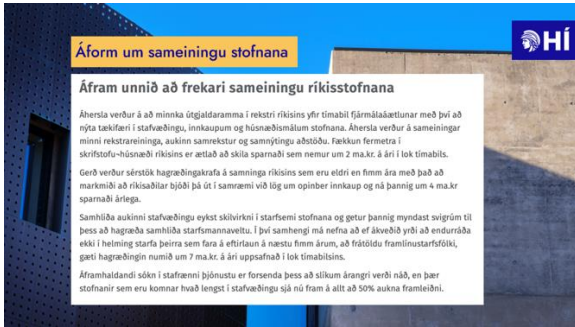 HÍ
Áform um sameiningu stofnana
Áfram unnið að frekari sameiningu ríkisstofnana
Áhersla verður á að minnka útgjaldaramma í rekstri ríkisins yfir tímabil fjármálaáætlunar með því að
nýta tækifæri í stafvæðingu, innkaupum og húsnæðismálum stofnana. Áhersla verður á sameiningar
minni rekstrareininga, aukinn samrekstur og samnýtingu aðstöðu. Fækkun fermetra í
skrifstofu¬húsnæði ríkisins er ætlað að skila sparnaði sem nemur um 2 ma.kr. á ári í lok tímabils.
Gerð verður sérstök hagræðingakrafa á samninga ríkisins sem eru eldri en fimm ára með það að
markmiði að ríkisaðilar bjóði þá út í samræmi við lög um opinber innkaup og ná þannig um 4 ma.kr
sparnaði árlega.
Samhliða aukinni stafvæðingu eykst skilvirkni í starfsemi stofnana og getur þannig myndast svigrúm til
þess að hagræða samhliða starfsmannaveltu. Í því samhengi má nefna að ef ákveðið yrði að endurráða
ekki í helming starfa þeirra sem fara á eftirlaun á næstu fimm árum, að frátöldu framlínustarfsfólki,
gæti hagræðingin numið um 7 ma.kr. á ári uppsafnað í lok tímabilsins.
Áframhaldandi sókn í stafrænni þjónustu er forsenda þess að slíkum árangri verði náð, en þær
stofnanir sem eru komnar hvað lengst í stafvæðingu sjá nú fram á allt að 50% aukna framleiðni.